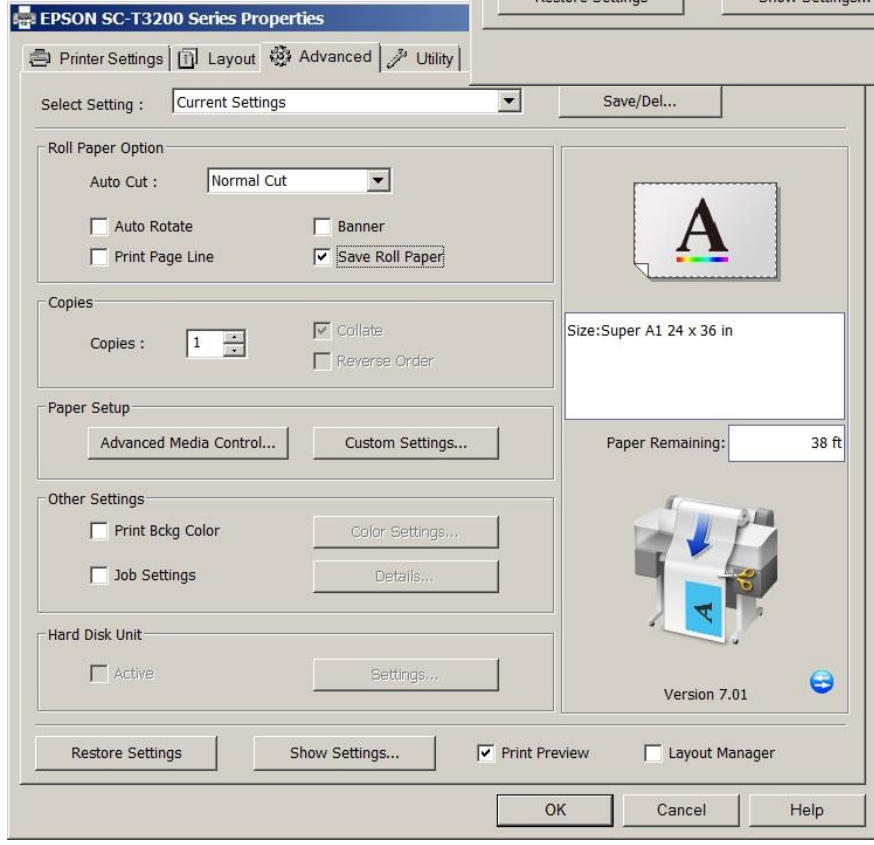 Restore Settings
Show Settings...
EPSON SC-T3200 Series Properties
Printer Settings Layout Advanced Utility
Select Setting : Current Settings Save/Del...
Roll Paper Option
Auto Cut : Normal Cut
Auto Rotate Banner
Print Page Line Save Roll Paper
A
Copies
Copies : 1 Collate
Reverse Order
Size:Super A1 24 x 36 in
Paper Setup
Advanced Media Control... Custom Settings...
Paper Remaining: 38 ft
Other Settings
Print Bckg Color Color Settings...
Job Settings Details...
A
Hard Disk Unit
Active Settings...
Version 7.01
Restore Settings Show Settings... Print Preview Layout Manager
OK Cancel Help